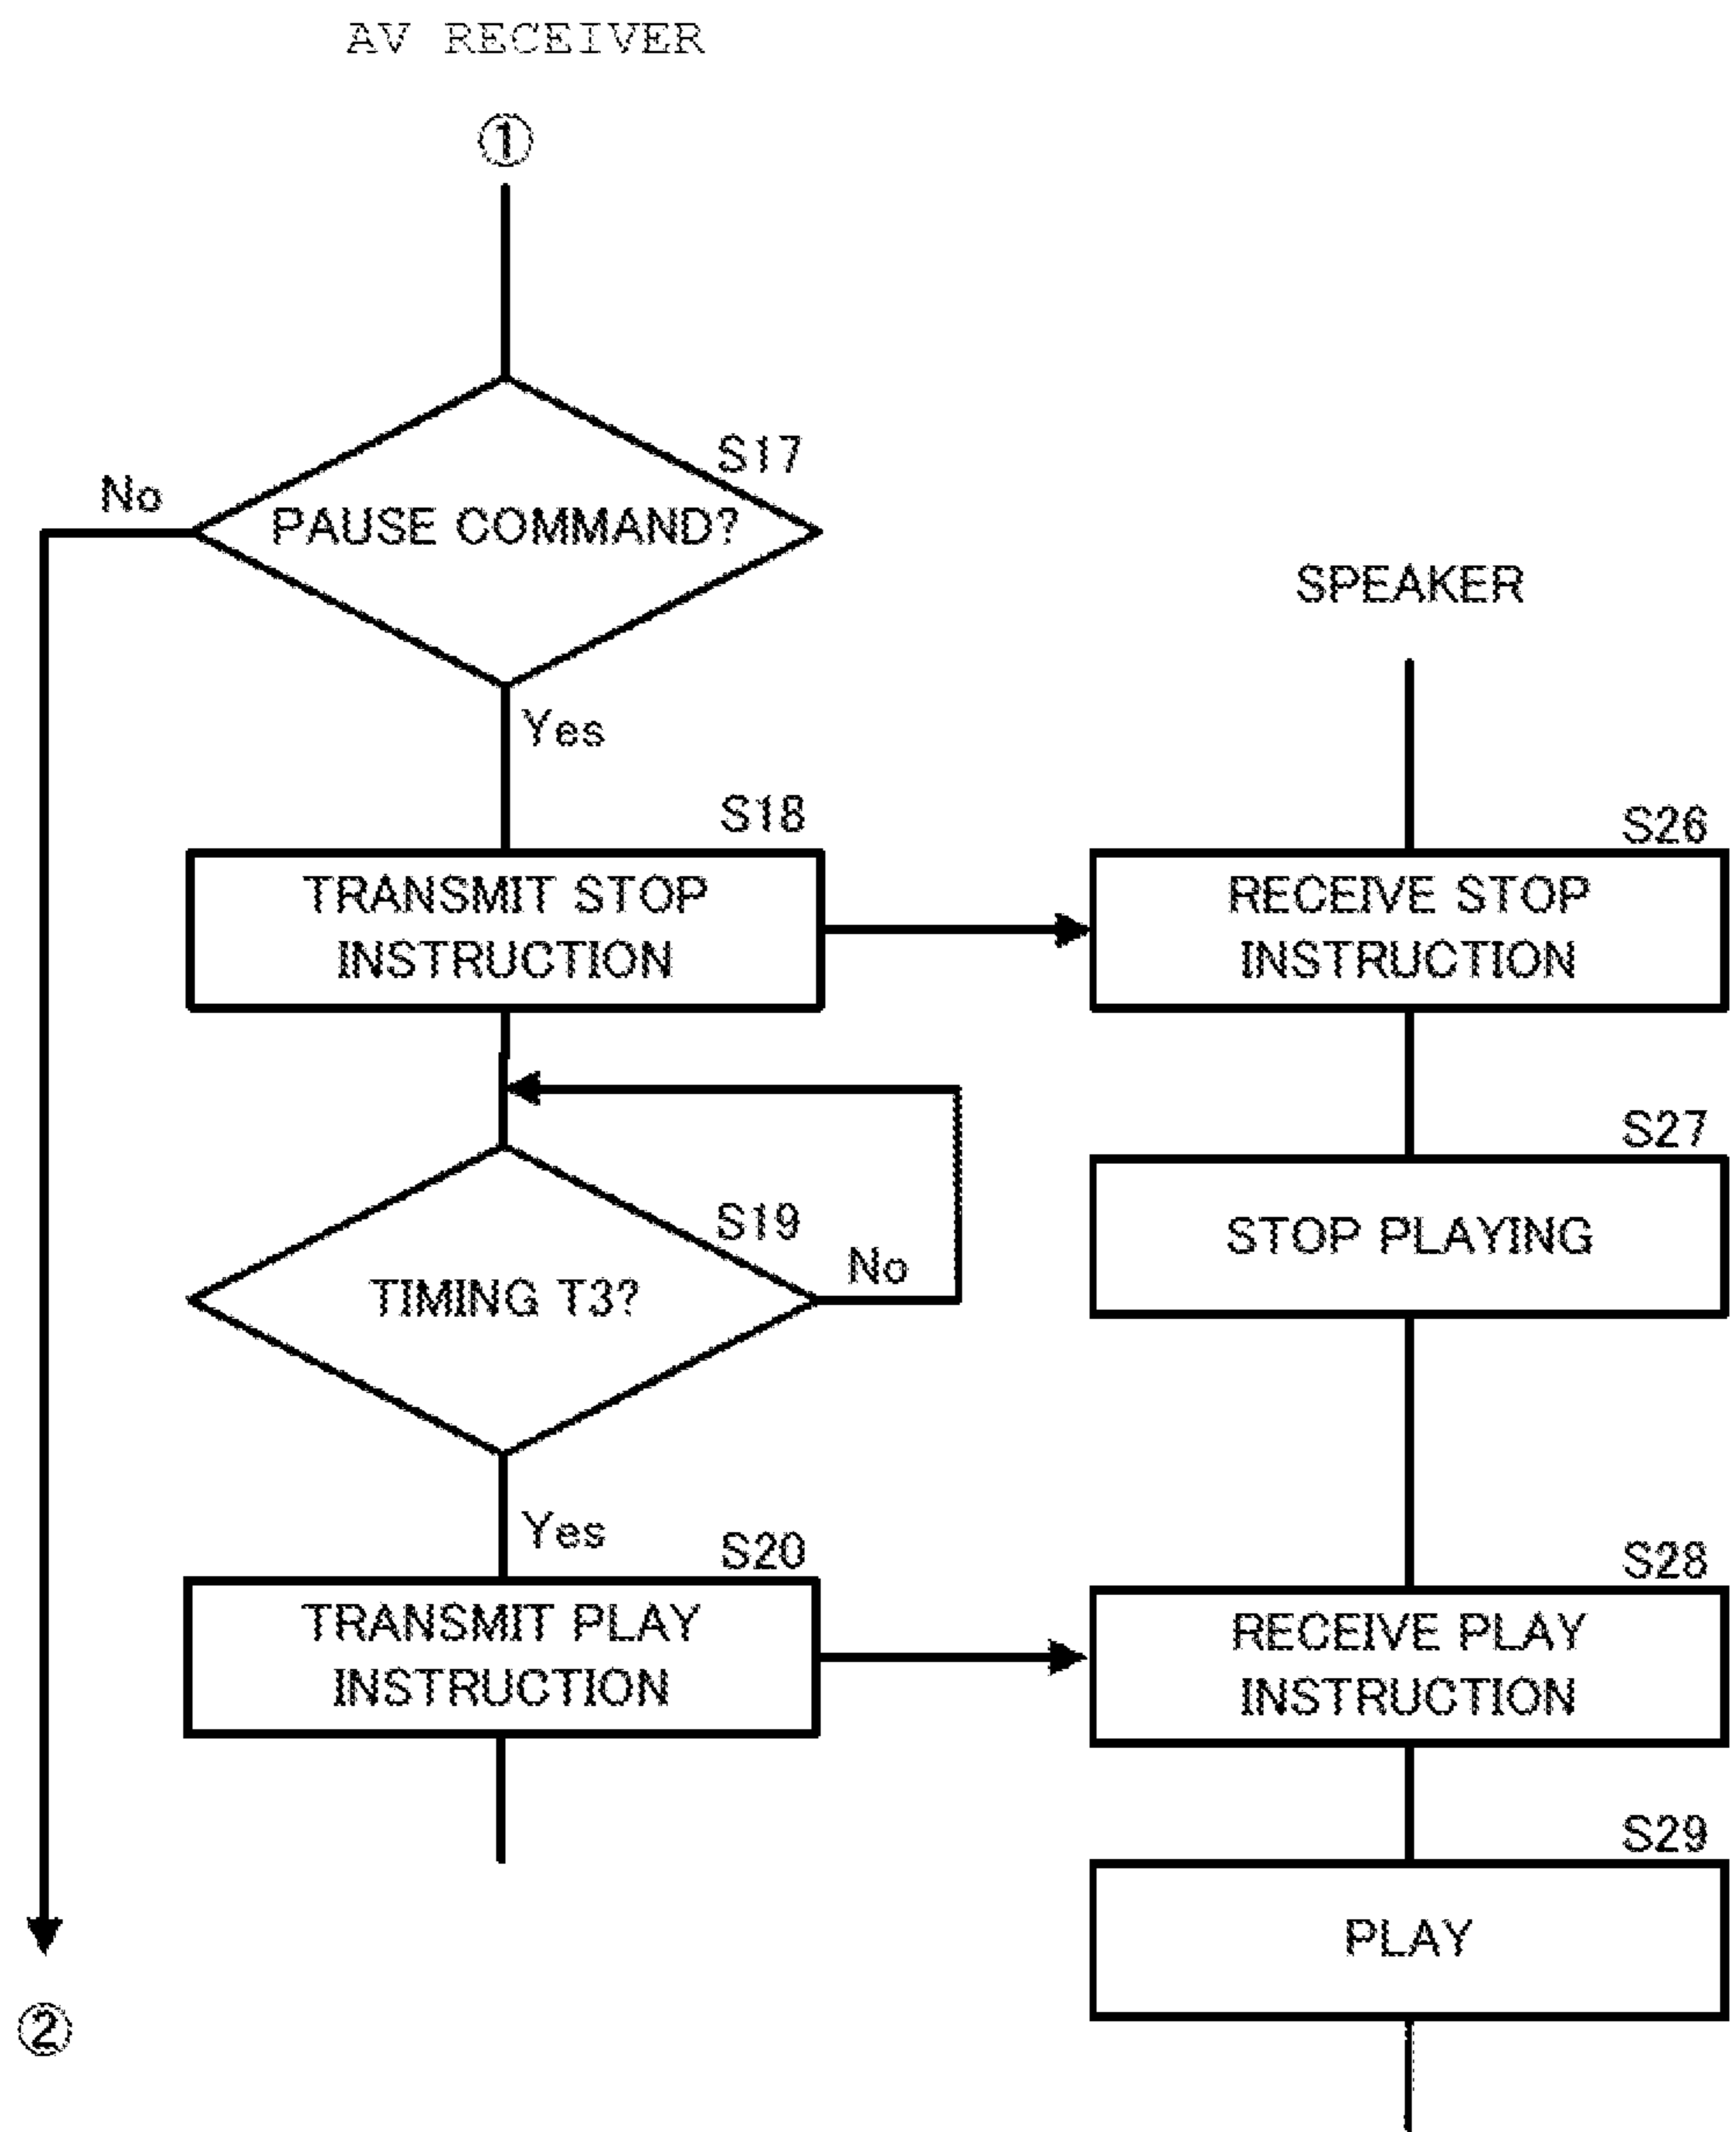 AV RECEIVER
①
S17
No
PAUSE COMMAND?
Yes
SPEAKER
S18
TRANSMIT STOP
INSTRUCTION
S26
RECEIVE STOP
INSTRUCTION
S19
TIMING T3?
No
Yes
S27
STOP PLAYING
S20
TRANSMIT PLAY
INSTRUCTION
S28
RECEIVE PLAY
INSTRUCTION
S29
PLAY
②